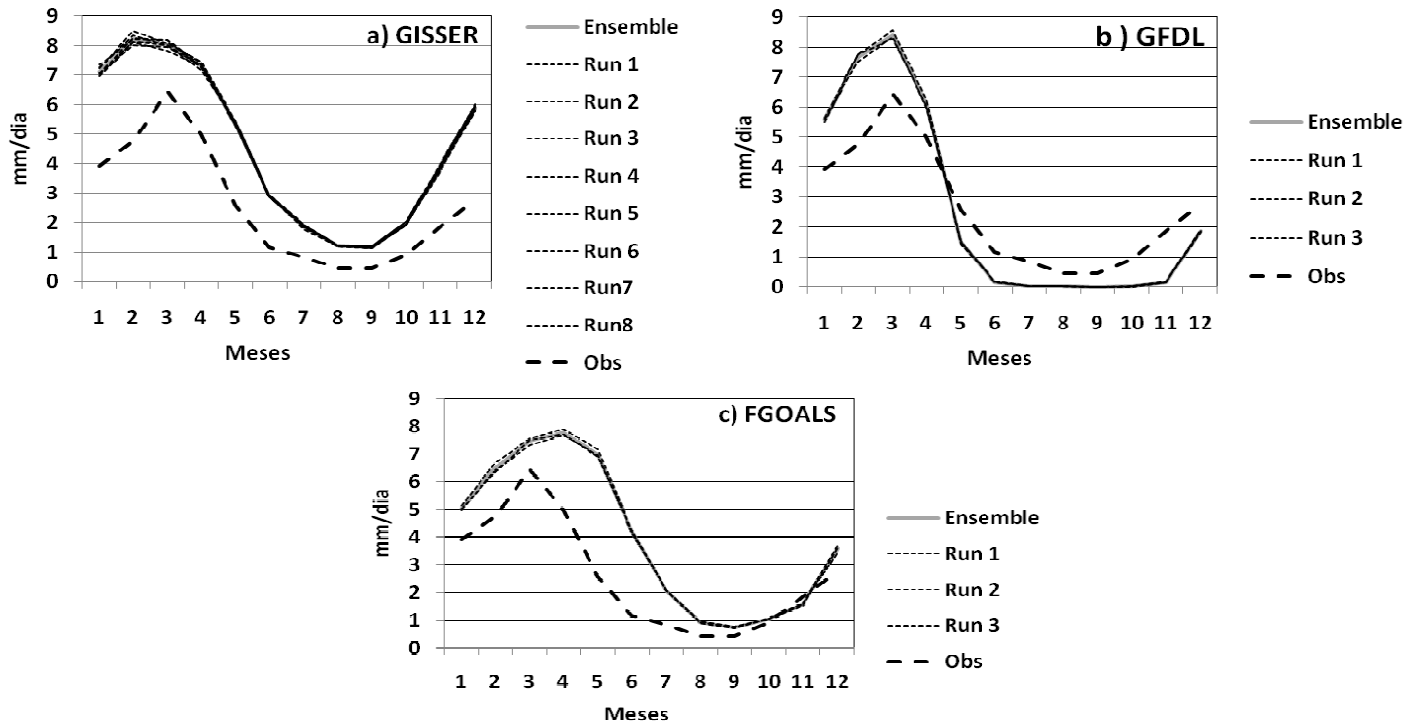 a) GISSER
mm/dia
9
8
7
6
5
4
3
2
1
0
1 2 3 4 5 6 7 8 9 10 11 12
Meses
Ensemble
Run 1
Run 2
Run 3
Run 4
Run 5
Run 6
Run7
Run8
Obs
b ) GFDL
mm/dia
9
8
7
6
5
4
3
2
1
0
1 2 3 4 5 6 7 8 9 10 11 12
Meses
Ensemble
Run 1
Run 2
Run 3
Obs
c) FGOALS
mm/dia
9
8
7
6
5
4
3
2
1
0
1 2 3 4 5 6 7 8 9 10 11 12
Meses
Ensemble
Run 1
Run 2
Run 3
Obs